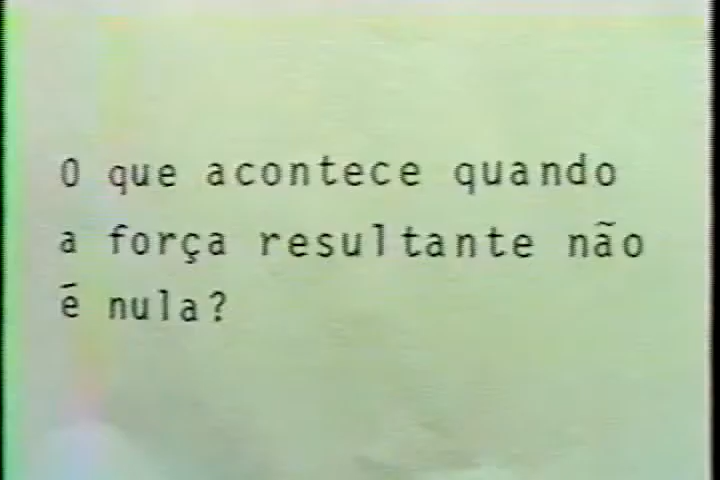 O que acontece quando
a força resultante não
é nula?